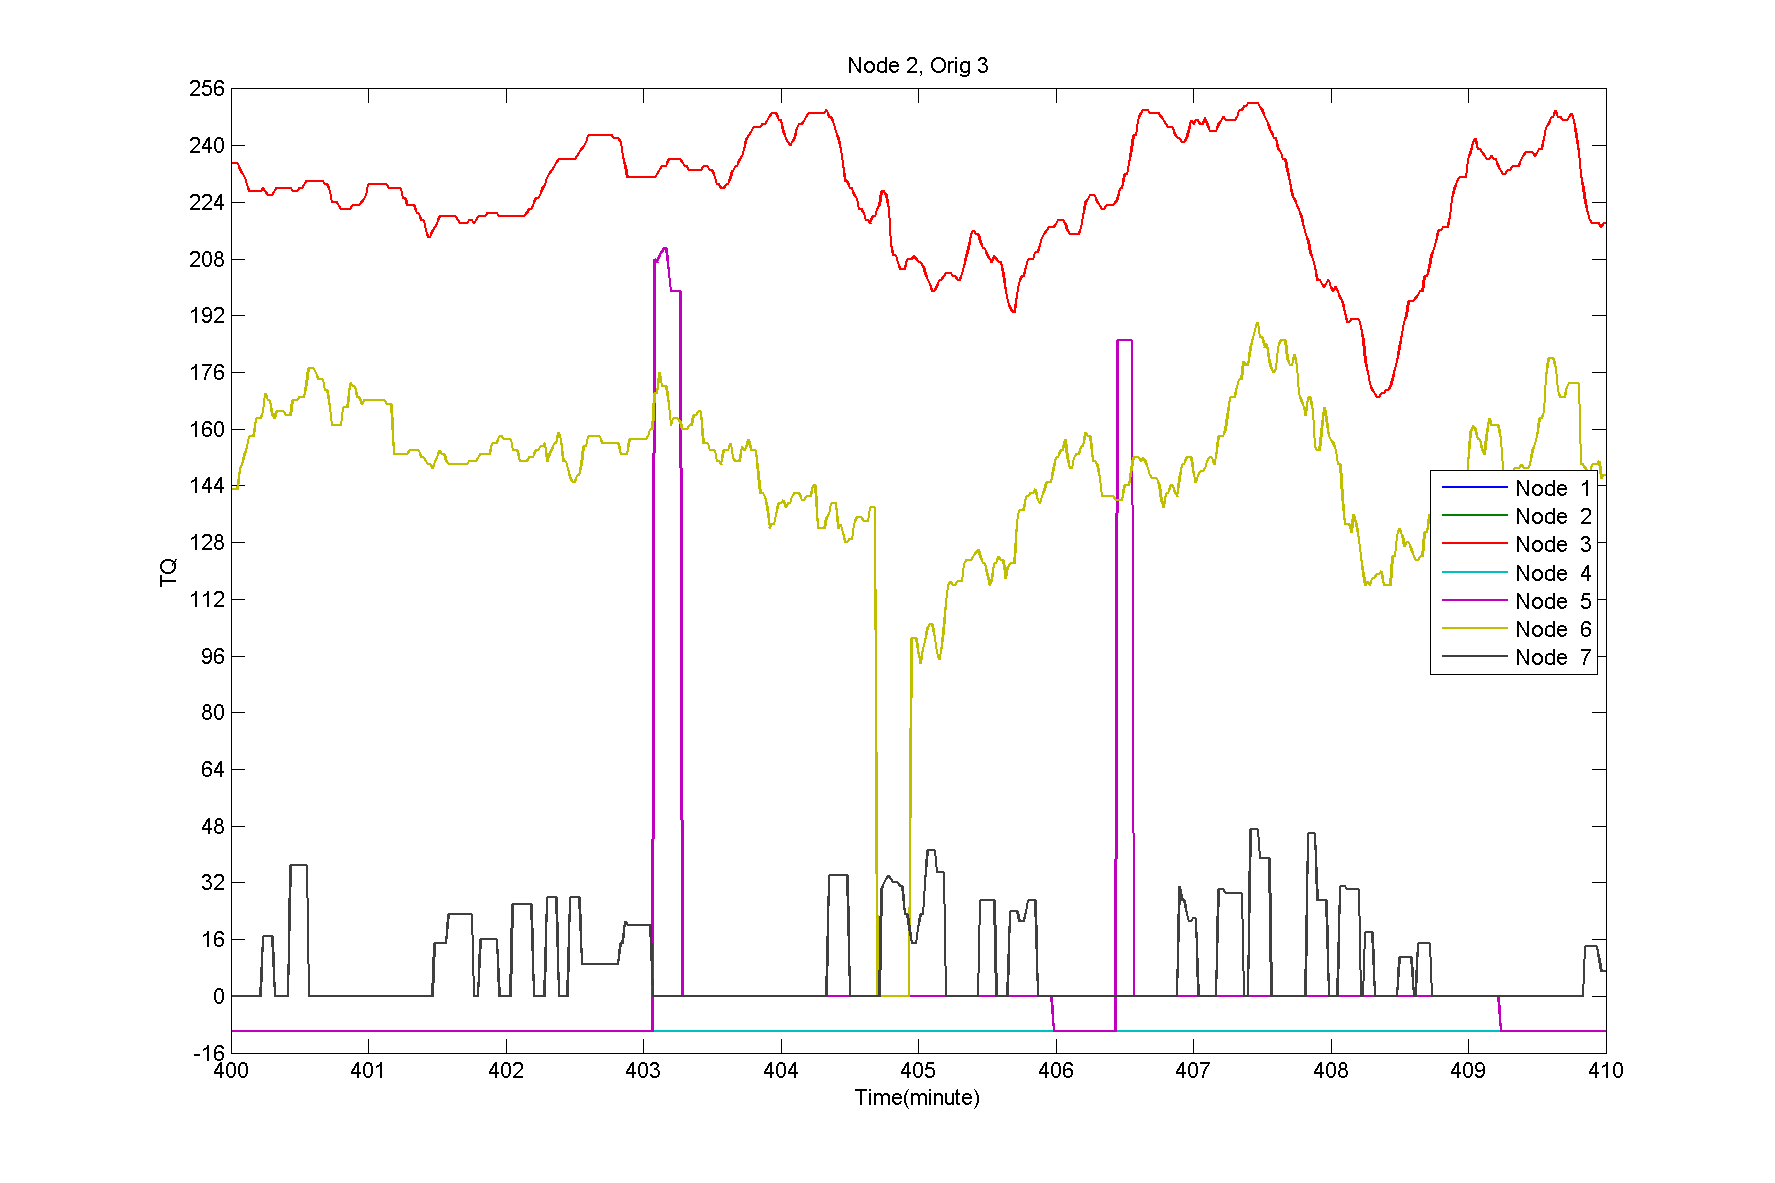 Node 2, Orig 3
256
240
224
208
192
176
160
144
128
112
96
80
64
48
32
16
0
-16
TQ
Node 1
Node 2
Node 3
Node 4
Node 5
Node 6
Node 7
400 401 402 403 404 405 406 407 408 409 410
Time(minute)